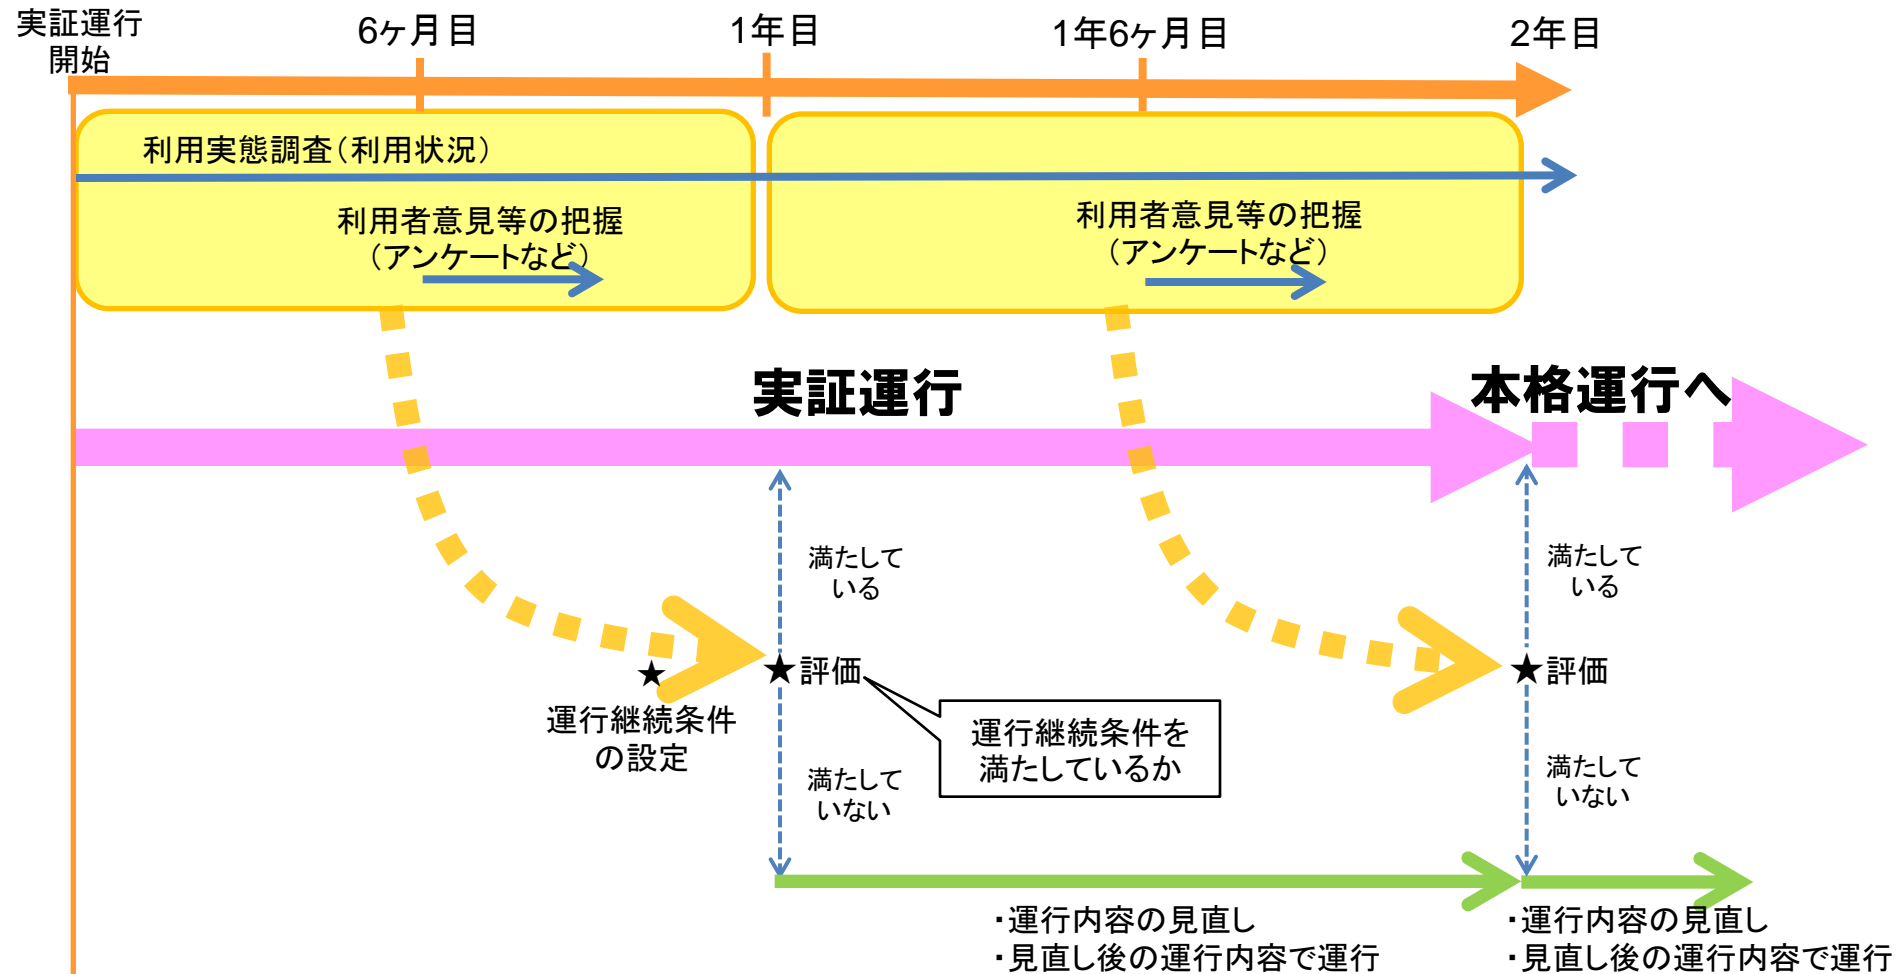 実証運行
開始
6ヶ月目
1年目
1年6ヶ月目
2年目
利用実態調査（利用状況）
利用者意見等の把握
（アンケートなど）
利用者意見等の把握
（アンケートなど）
実証運行
本格運行へ
満たして
いる
満たして
いる
★
運行継続条件
の設定
★評価
運行継続条件を
満たしているか
★評価
満たして
いない
満たして
いない
・運行内容の見直し
・見直し後の運行内容で運行
・運行内容の見直し
・見直し後の運行内容で運行